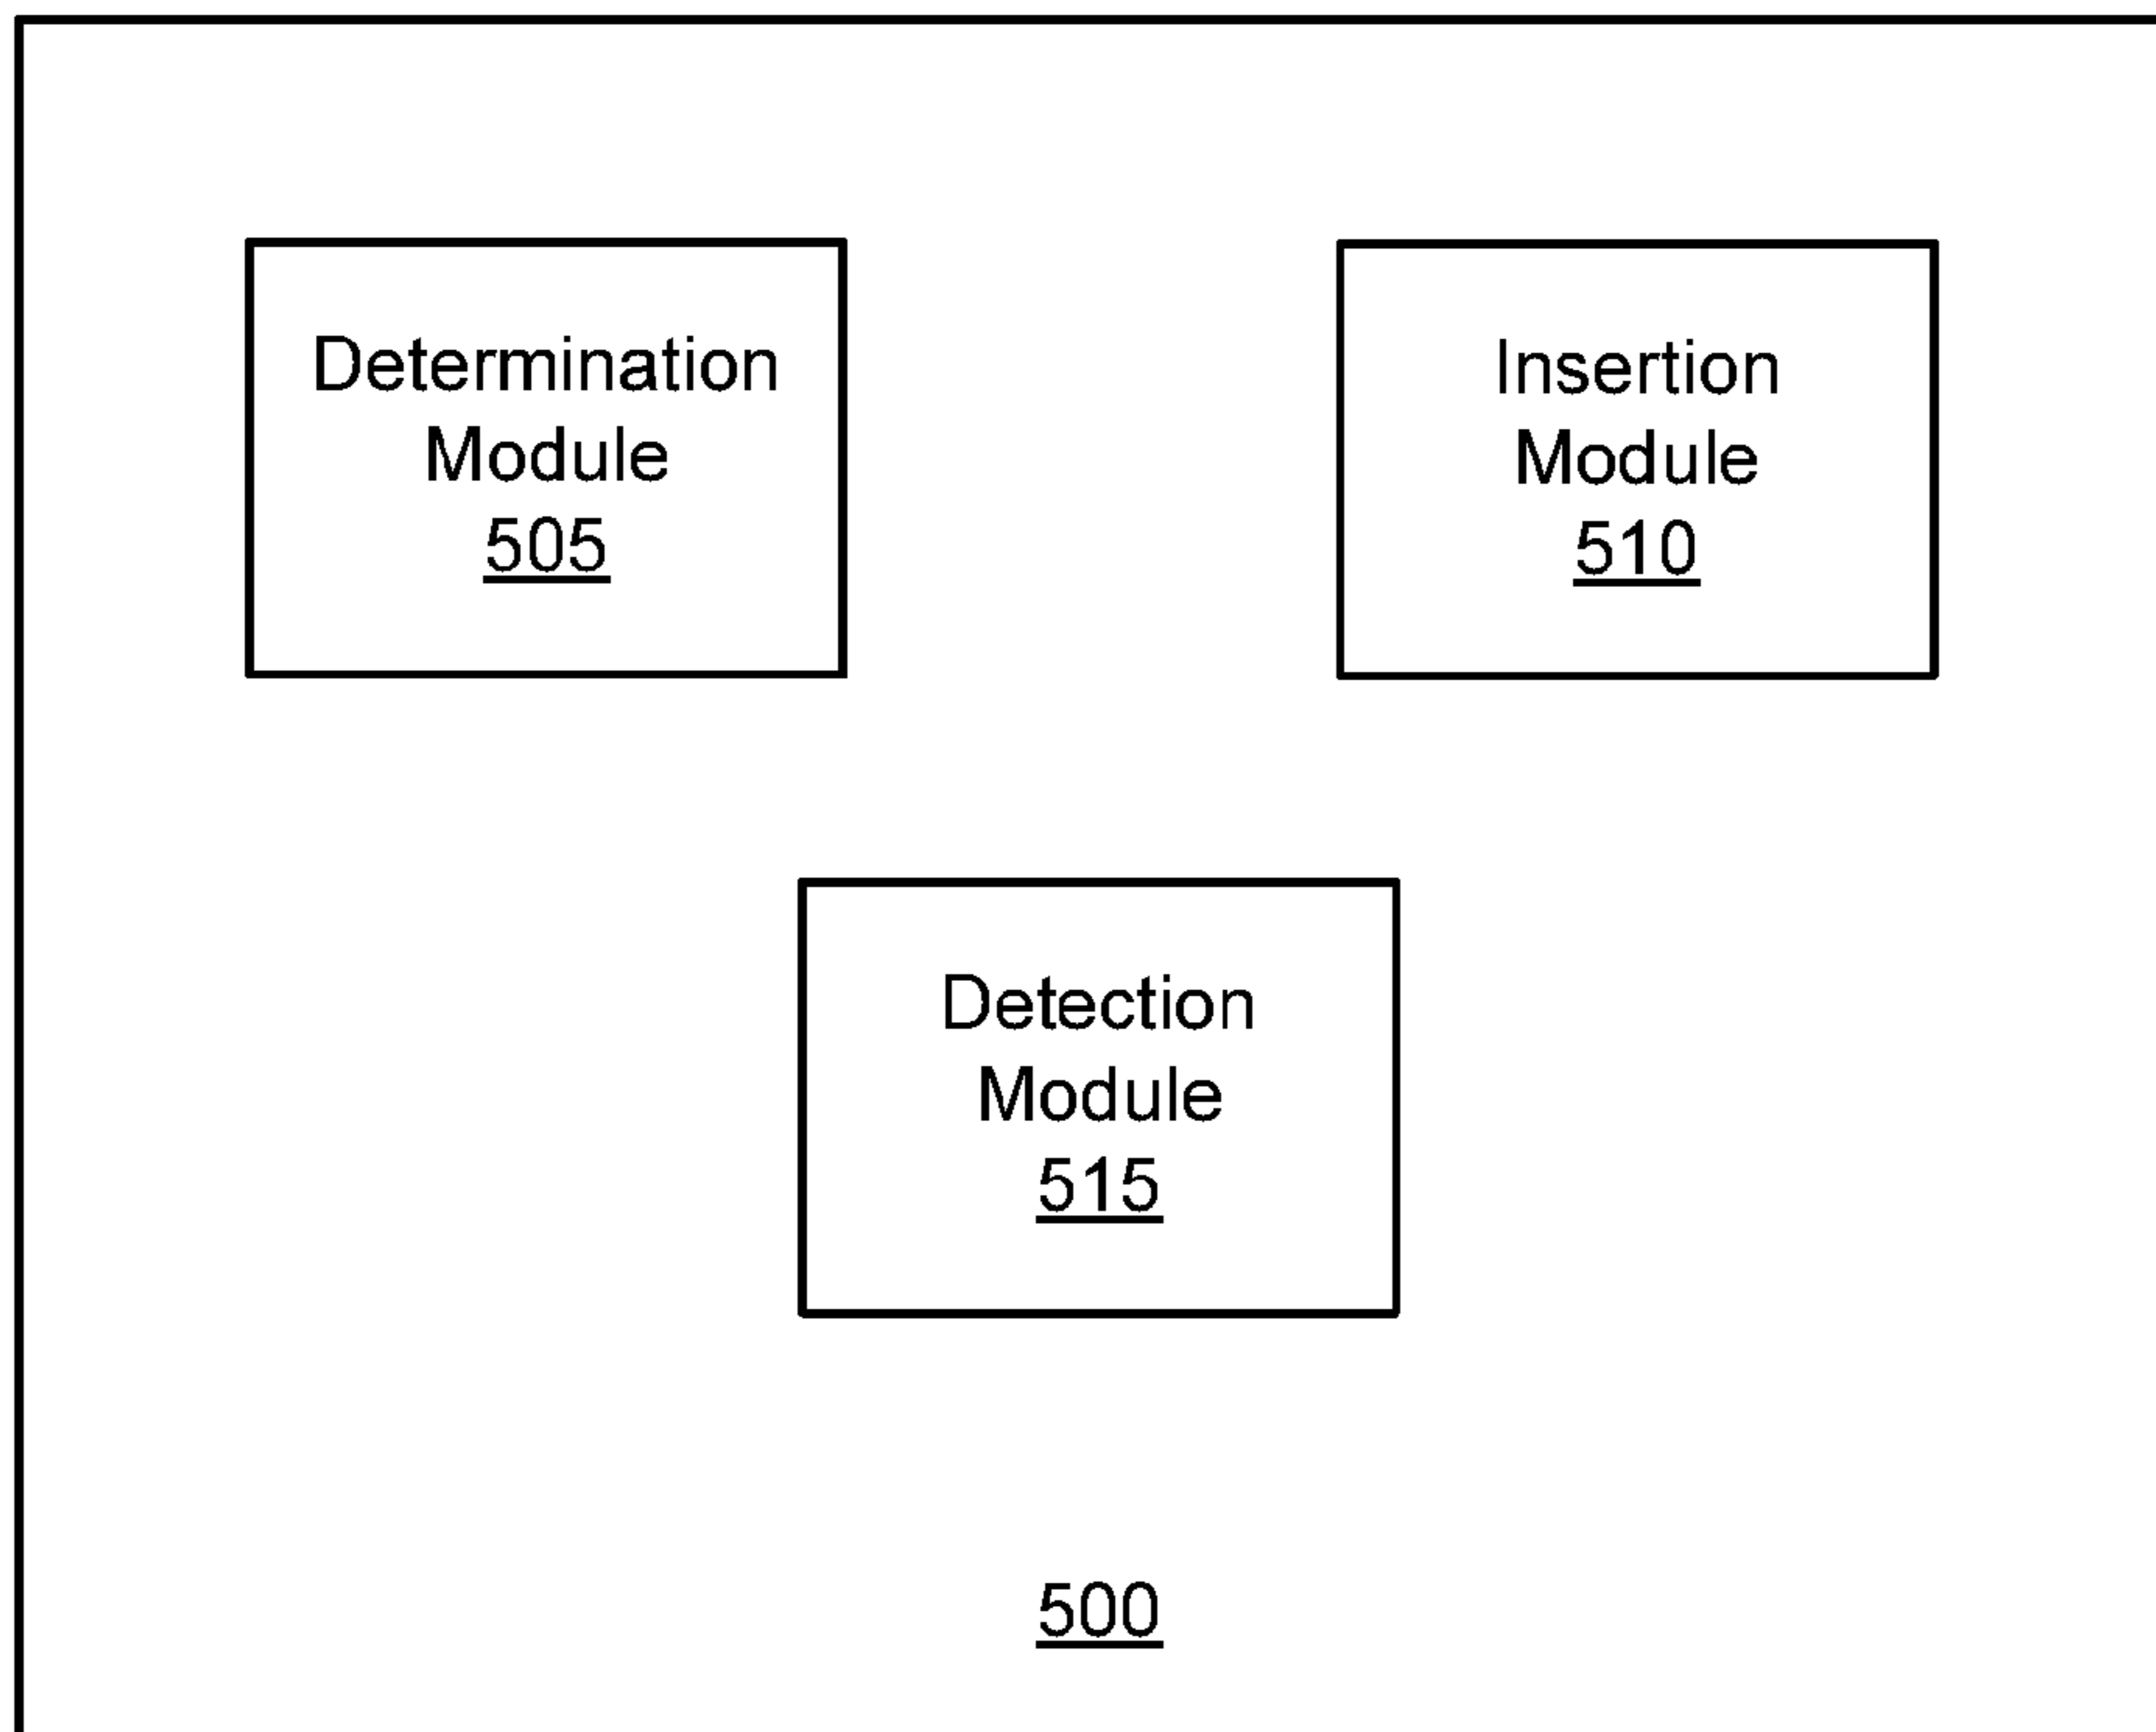 Determination
Module
505
Insertion
Module
510
Detection
Module
515
500